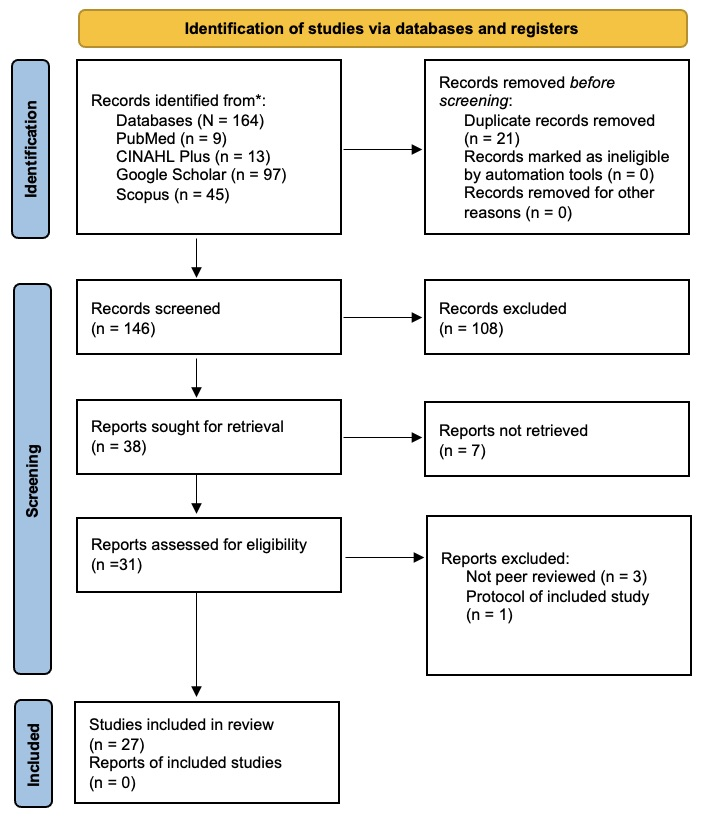 Identification of studies via databases and registers
Identification
Records identified from*:
Databases (N = 164)
PubMed (n = 9)
CINAHL Plus (n = 13)
Google Scholar (n = 97)
Scopus (n = 45)
Records removed before
screening:
Duplicate records removed
(n = 21)
Records marked as ineligible
by automation tools (n = 0)
Records removed for other
reasons (n = 0)
Screening
Records screened
(n = 146)
Records excluded
(n = 108)
Reports sought for retrieval
(n = 38)
Reports not retrieved
(n = 7)
Reports assessed for eligibility
(n =31)
Reports excluded:
Not peer reviewed (n = 3)
Protocol of included study
(n = 1)
Included
Studies included in review
(n = 27)
Reports of included studies
(n = 0)